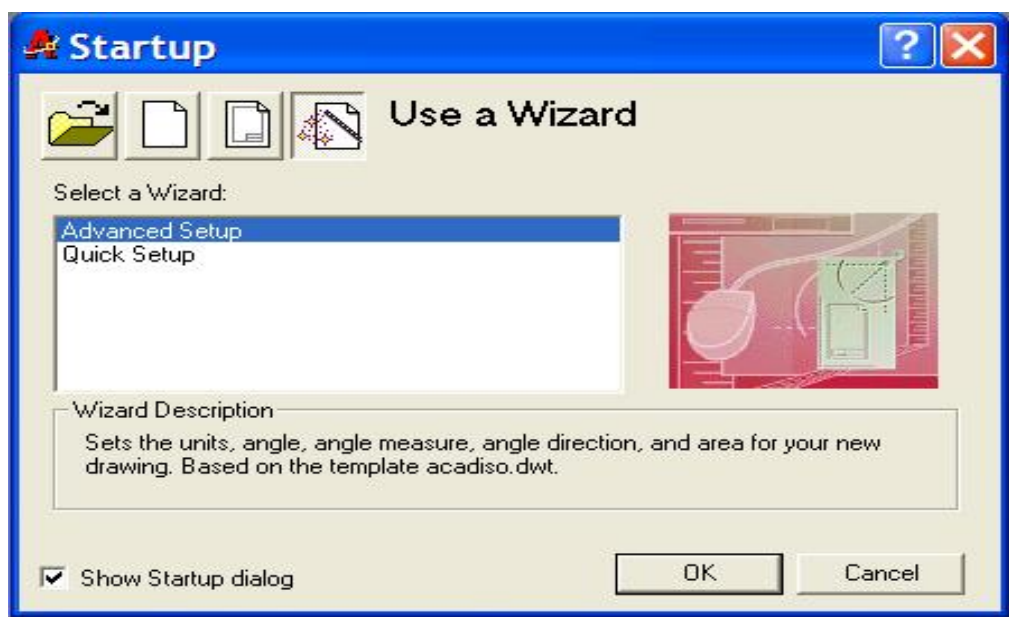 Startup
Use a Wizard
Select a Wizard:
Advanced Setup
Quick Setup
Wizard Description
Sets the units, angle, angle measure, angle direction, and area for your new
drawing. Based on the template acadiso.dwt.
Show Startup dialog
OK
Cancel